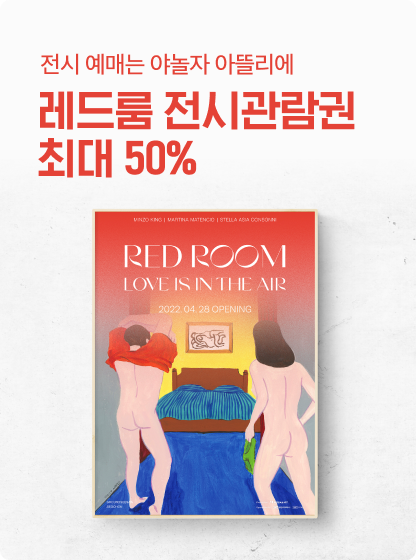 전시 예매는 야놀자 아뜰리에
레드룸 전시관람권
최대 50%
MINZO KING | MARTINA MATENCIO | STELLA ASIA CONSONNI
RED ROOM
LOVE IS IN THE AIR
2022. 04. 28 OPENING